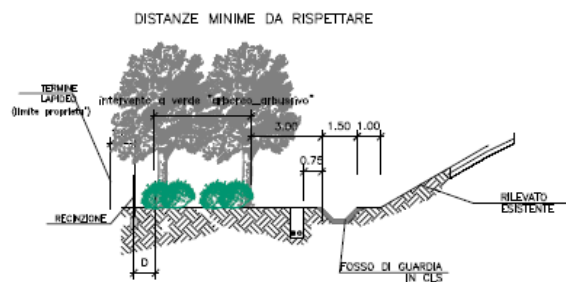 DISTANZE MINIME DA RISPETTARE
TERMINE
LAPIDEO
(limite proprieta')
intervento a verde "arboreo_arbustivo"
3.00
1.50
1.00
0.75
RECINZIONE
D
RILEVATO
ESISTENTE
FOSSO DI GUARDIA
IN CLS